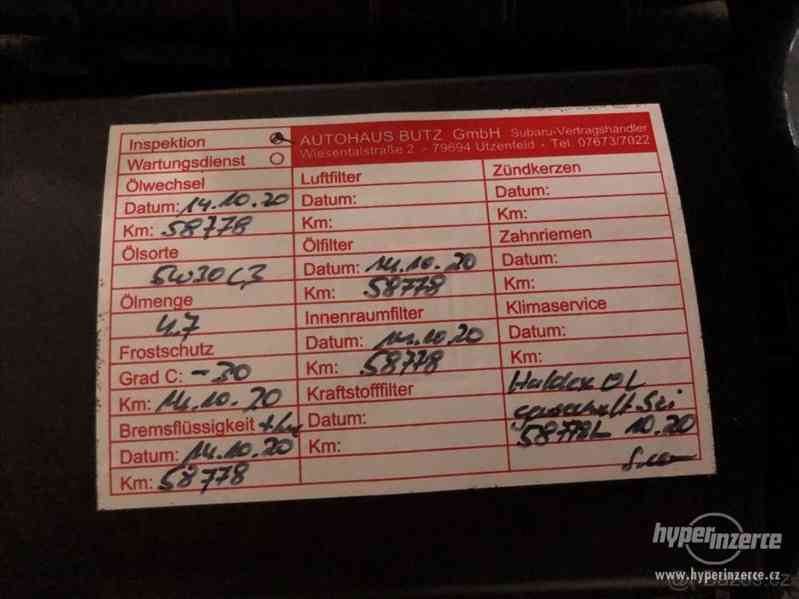 Inspektion
Wartungsdienst
AUTOHAUS BUTZ GmbH Subaru-Vertragshändler
Wiesentalstraße 2 - 79694 Utzenfeld - Tel. 07673/7022
Ölwechsel
Datum: 14.10.20
Km: 58778
Ölsorte
5W30 C3
Ölmenge
4.7
Frostschutz
Grad C: -30
Km: 14.10.20
Bremsflüssigkeit
Datum: 14.10.20
Km: 58778
Luftfilter
Datum:
Km:
Ölfilter
Datum: 14.10.20
Km: 58778
Innenraumfilter
Datum: 14.10.20
Km: 58778
Kraftstofffilter
Datum:
Km:
Zündkerzen
Datum:
Km:
Zahnriemen
Datum:
Km:
Klimaservice
Datum:
Km:
Haldex ÖL
10.20
hyperinzerce
www.hyperinzerce.cz